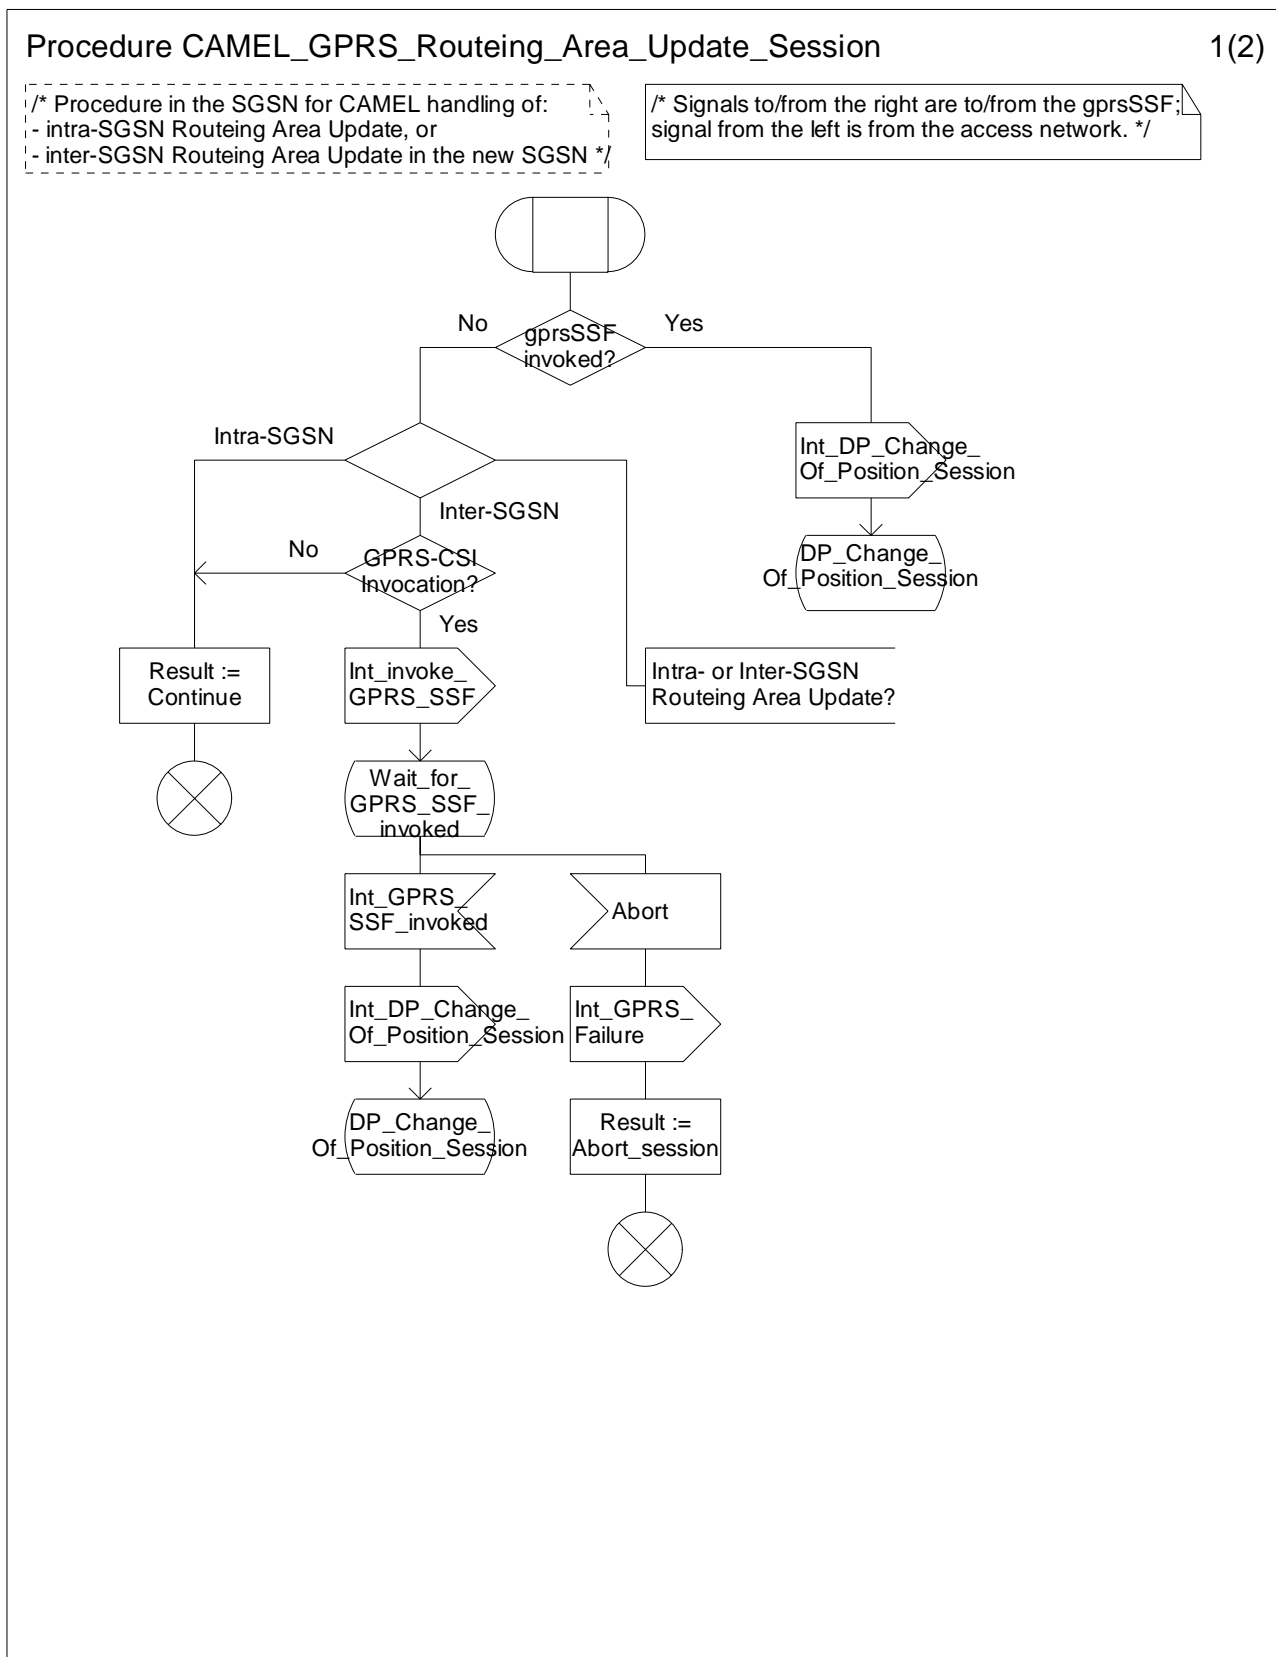 Procedure CAMEL_GPRS_Routeing_Area_Update_Session
1(2)
/* Procedure in the SGSN for CAMEL handling of:
- intra-SGSN Routeing Area Update, or
- inter-SGSN Routeing Area Update in the new SGSN */
/* Signals to/from the right are to/from the gprsSSF;
signal from the left is from the access network. */
No
gprsSSF
invoked?
Yes
Intra-SGSN
Inter-SGSN
Int_DP_Change_
Of_Position_Session
No
GPRS-CSI
Invocation?
Yes
DP_Change_
Of_Position_Session
Result :=
Continue
Int_invoke_
GPRS_SSF
Intra- or Inter-SGSN
Routeing Area Update?
Wait_for_
GPRS_SSF_
invoked
Int_GPRS_
SSF_invoked
Abort
Int_DP_Change_
Of_Position_Session
Int_GPRS_
Failure
DP_Change_
Of_Position_Session
Result :=
Abort_session